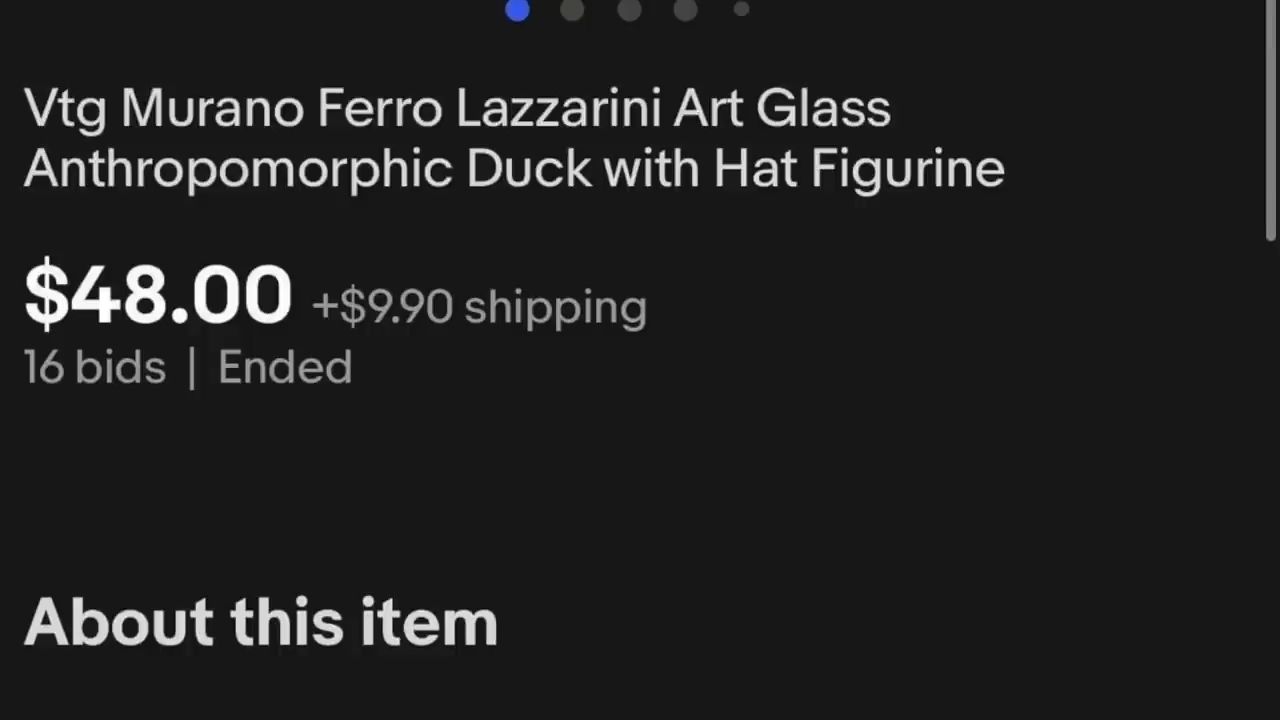 Vtg Murano Ferro Lazzarini Art Glass
Anthropomorphic Duck with Hat Figurine
$48.00 +$9.90 shipping
16 bids | Ended
About this item